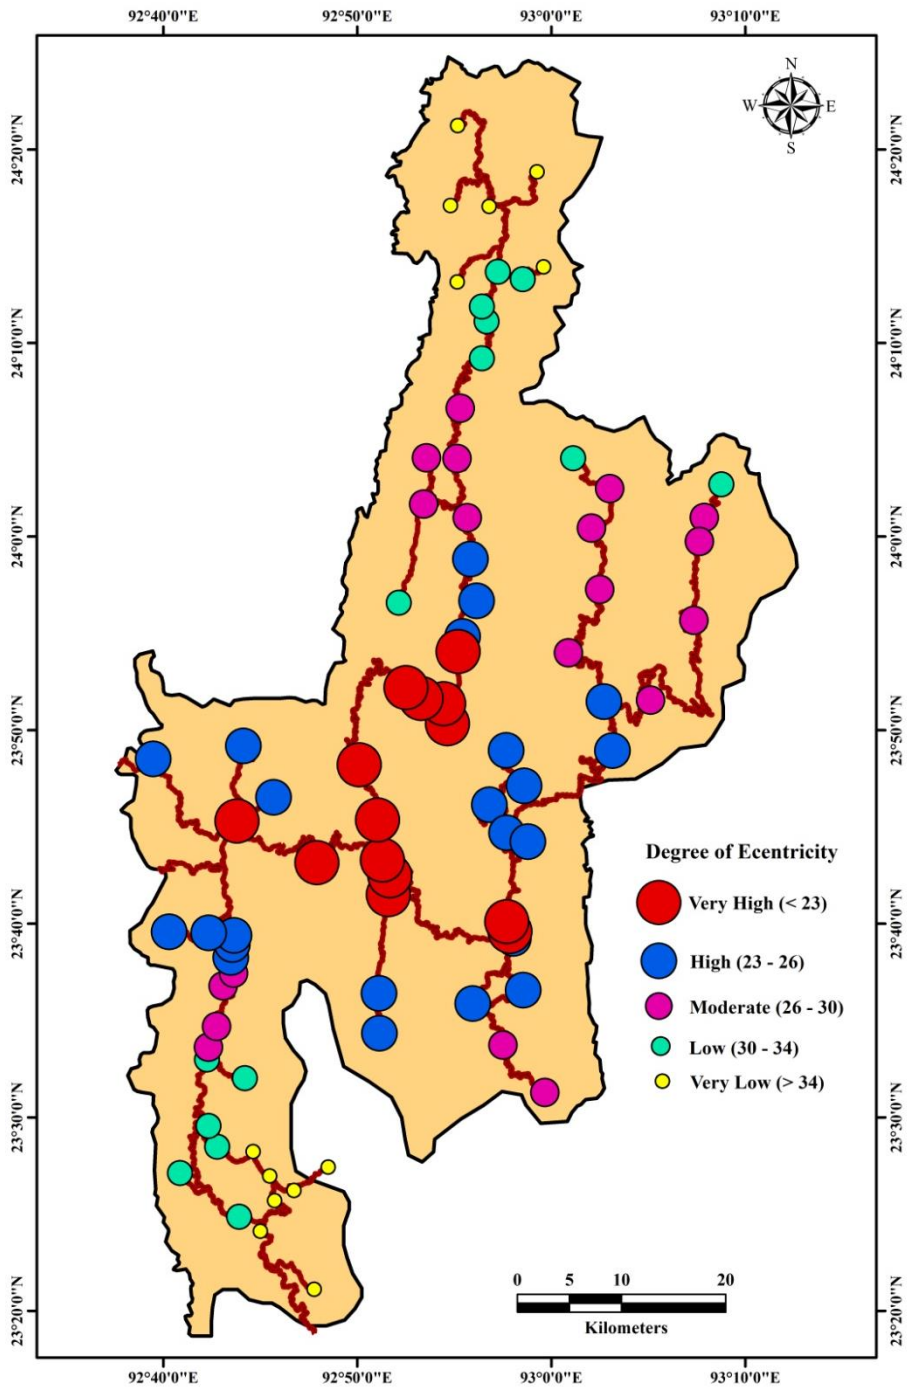 92°40'0"E 92°50'0"E 93°0'0"E 93°10'0"E
N
W E
S
24°20'0"N 24°20'0"N
24°10'0"N 24°10'0"N
24°0'0"N 24°0'0"N
23°50'0"N 23°50'0"N
Degree of Ecentricity
Very High (< 23)
23°40'0"N 23°40'0"N
High (23 - 26)
Moderate (26 - 30)
Low (30 - 34)
Very Low (> 34)
23°30'0"N 23°30'0"N
0 5 10 20
Kilometers
23°20'0"N 23°20'0"N
92°40'0"E 92°50'0"E 93°0'0"E 93°10'0"E